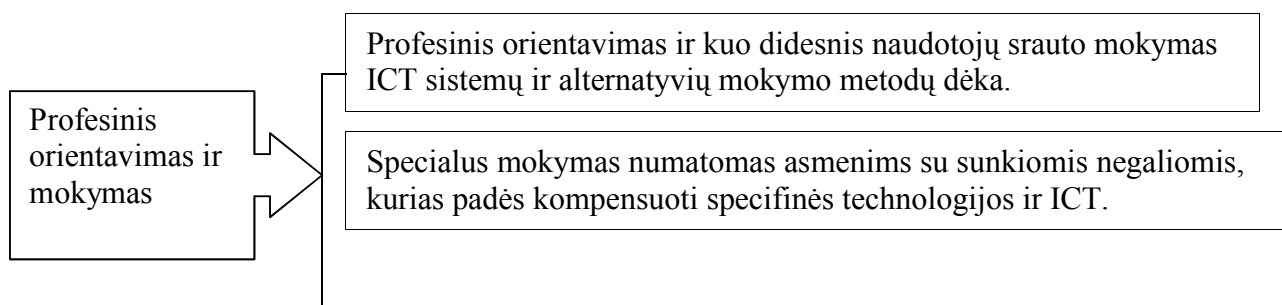 Profesinis
orientavimas ir
mokymas
Profesinis orientavimas ir kuo didesnis naudotojų srauto mokymas
ICT sistemų ir alternatyvių mokymo metodų dėka.
Specialus mokymas numatomas asmenims su sunkiomis negaliomis,
kurias padės kompensuoti specifinės technologijos ir ICT.